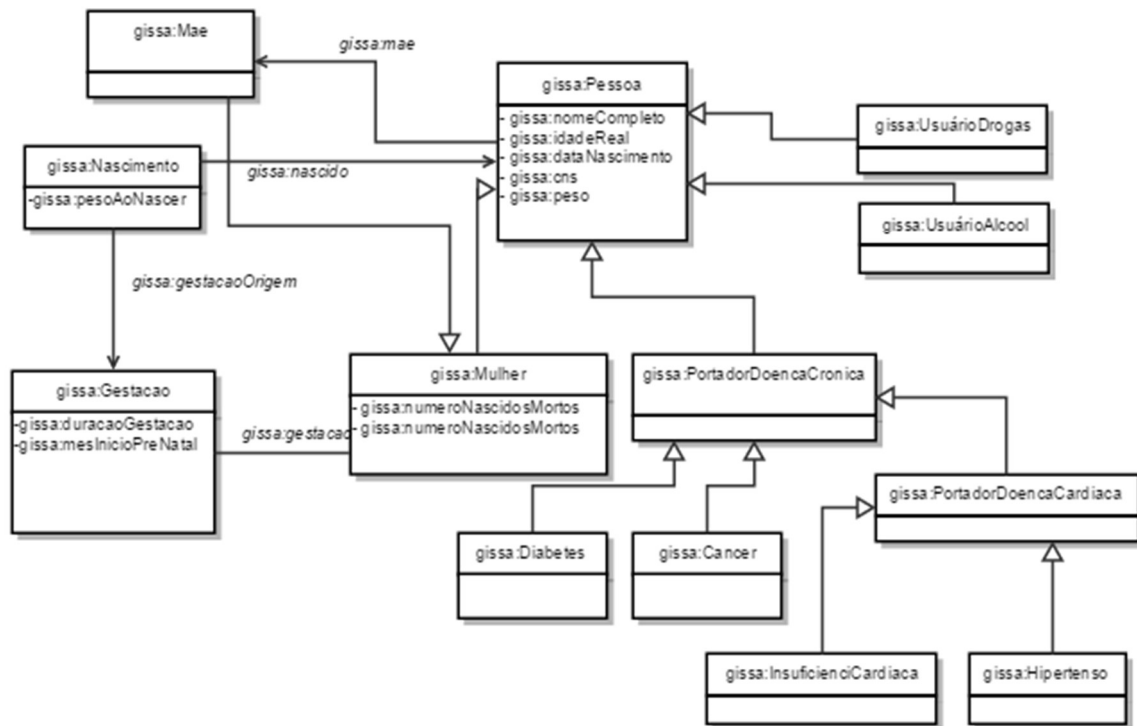 gissa:Mae
gissa:mae
gissa:Pessoa
- gissa:nomeCompleto
- gissa:idadeReal
- gissa:dataNascimento
- gissa:cns
- gissa:peso
gissa:UsuárioDrogas
gissa:UsuárioAlcool
gissa:Nascimento
-gissa:pesoAoNascer
gissa:nascido
gissa:gestacaoOrigem
gissa:Gestacao
-gissa:duracaoGestacao
-gissa:mesInicioPreNatal
gissa:gestacao
gissa:Mulher
- gissa:numeroNascidosMortos
- gissa:numeroNascidosMortos
gissa:PortadorDoencaCronica
gissa:PortadorDoencaCardiaca
gissa:Diabetes
gissa:Cancer
gissa:InsuficienciCardiaca
gissa:Hipertenso